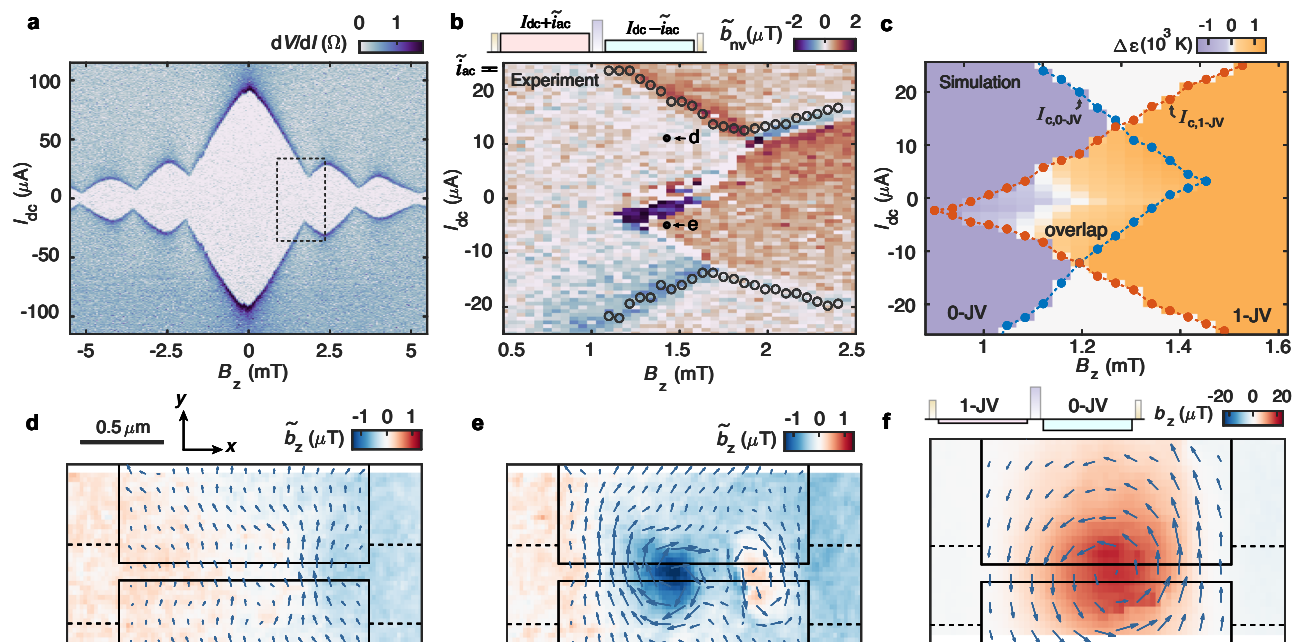 a
dV/dI (Ω)
0 1
100
50
0
-50
-100
I_dc (μA)
-5 -2.5 0 2.5 5
B_z (mT)
b
I_dc+ĩ_ac
I_dc−ĩ_ac
b̃_nv(μT)
-2 0 2
ĩ_ac =
Experiment
d
e
20
10
0
-10
-20
I_dc (μA)
0.5 1 1.5 2 2.5
B_z (mT)
c
-1 0 1
Δε(10³ K)
Simulation
I_c,0-JV
I_c,1-JV
overlap
0-JV
1-JV
20
10
0
-10
-20
I_dc (μA)
1 1.2 1.4 1.6
B_z (mT)
d
0.5 μm
y
x
b̃_z (μT)
-1 0 1
e
b̃_z (μT)
-1 0 1
f
1-JV
0-JV
b_z (μT)
-20 0 20